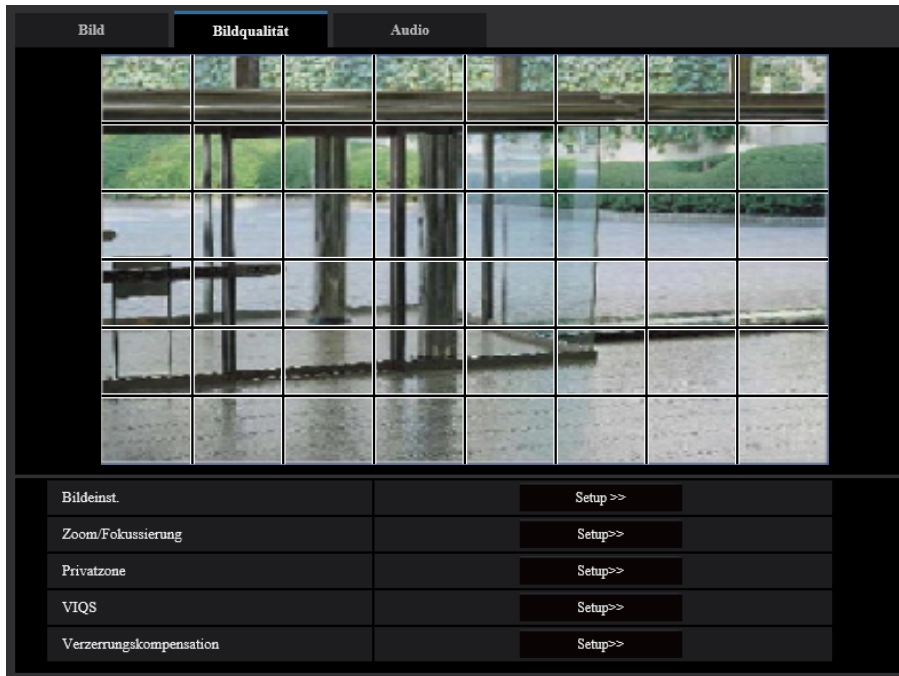 Bild Bildqualität Audio
Bildeinst. Setup >>
Zoom/Fokussierung Setup>>
Privatzone Setup>>
VIQS Setup>>
Verzerrungskompensation Setup>>